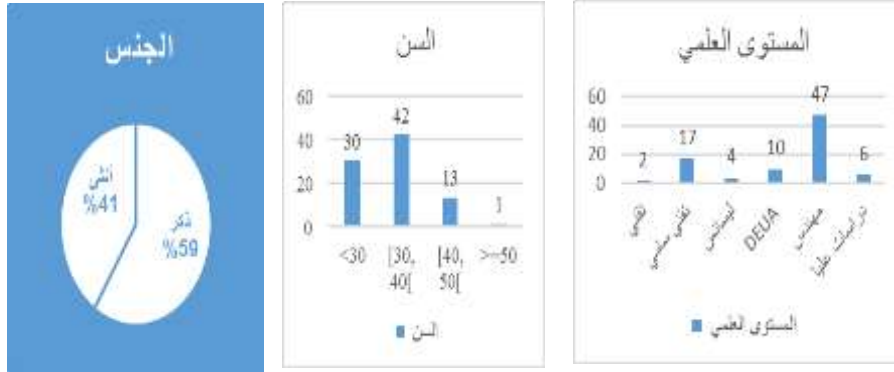 الجنس
أنثى
%41
ذكر
%59
السن
60
40
20
0
30
42
13
1
<30
[30,
40[
[40,
50[
>=50
السن
المستوى العلمي
60
40
20
0
2
17
4
10
47
6
تقني
تقني سامي
ليسانس
DEUA
مهندس
دراسات عليا
المستوى العلمي